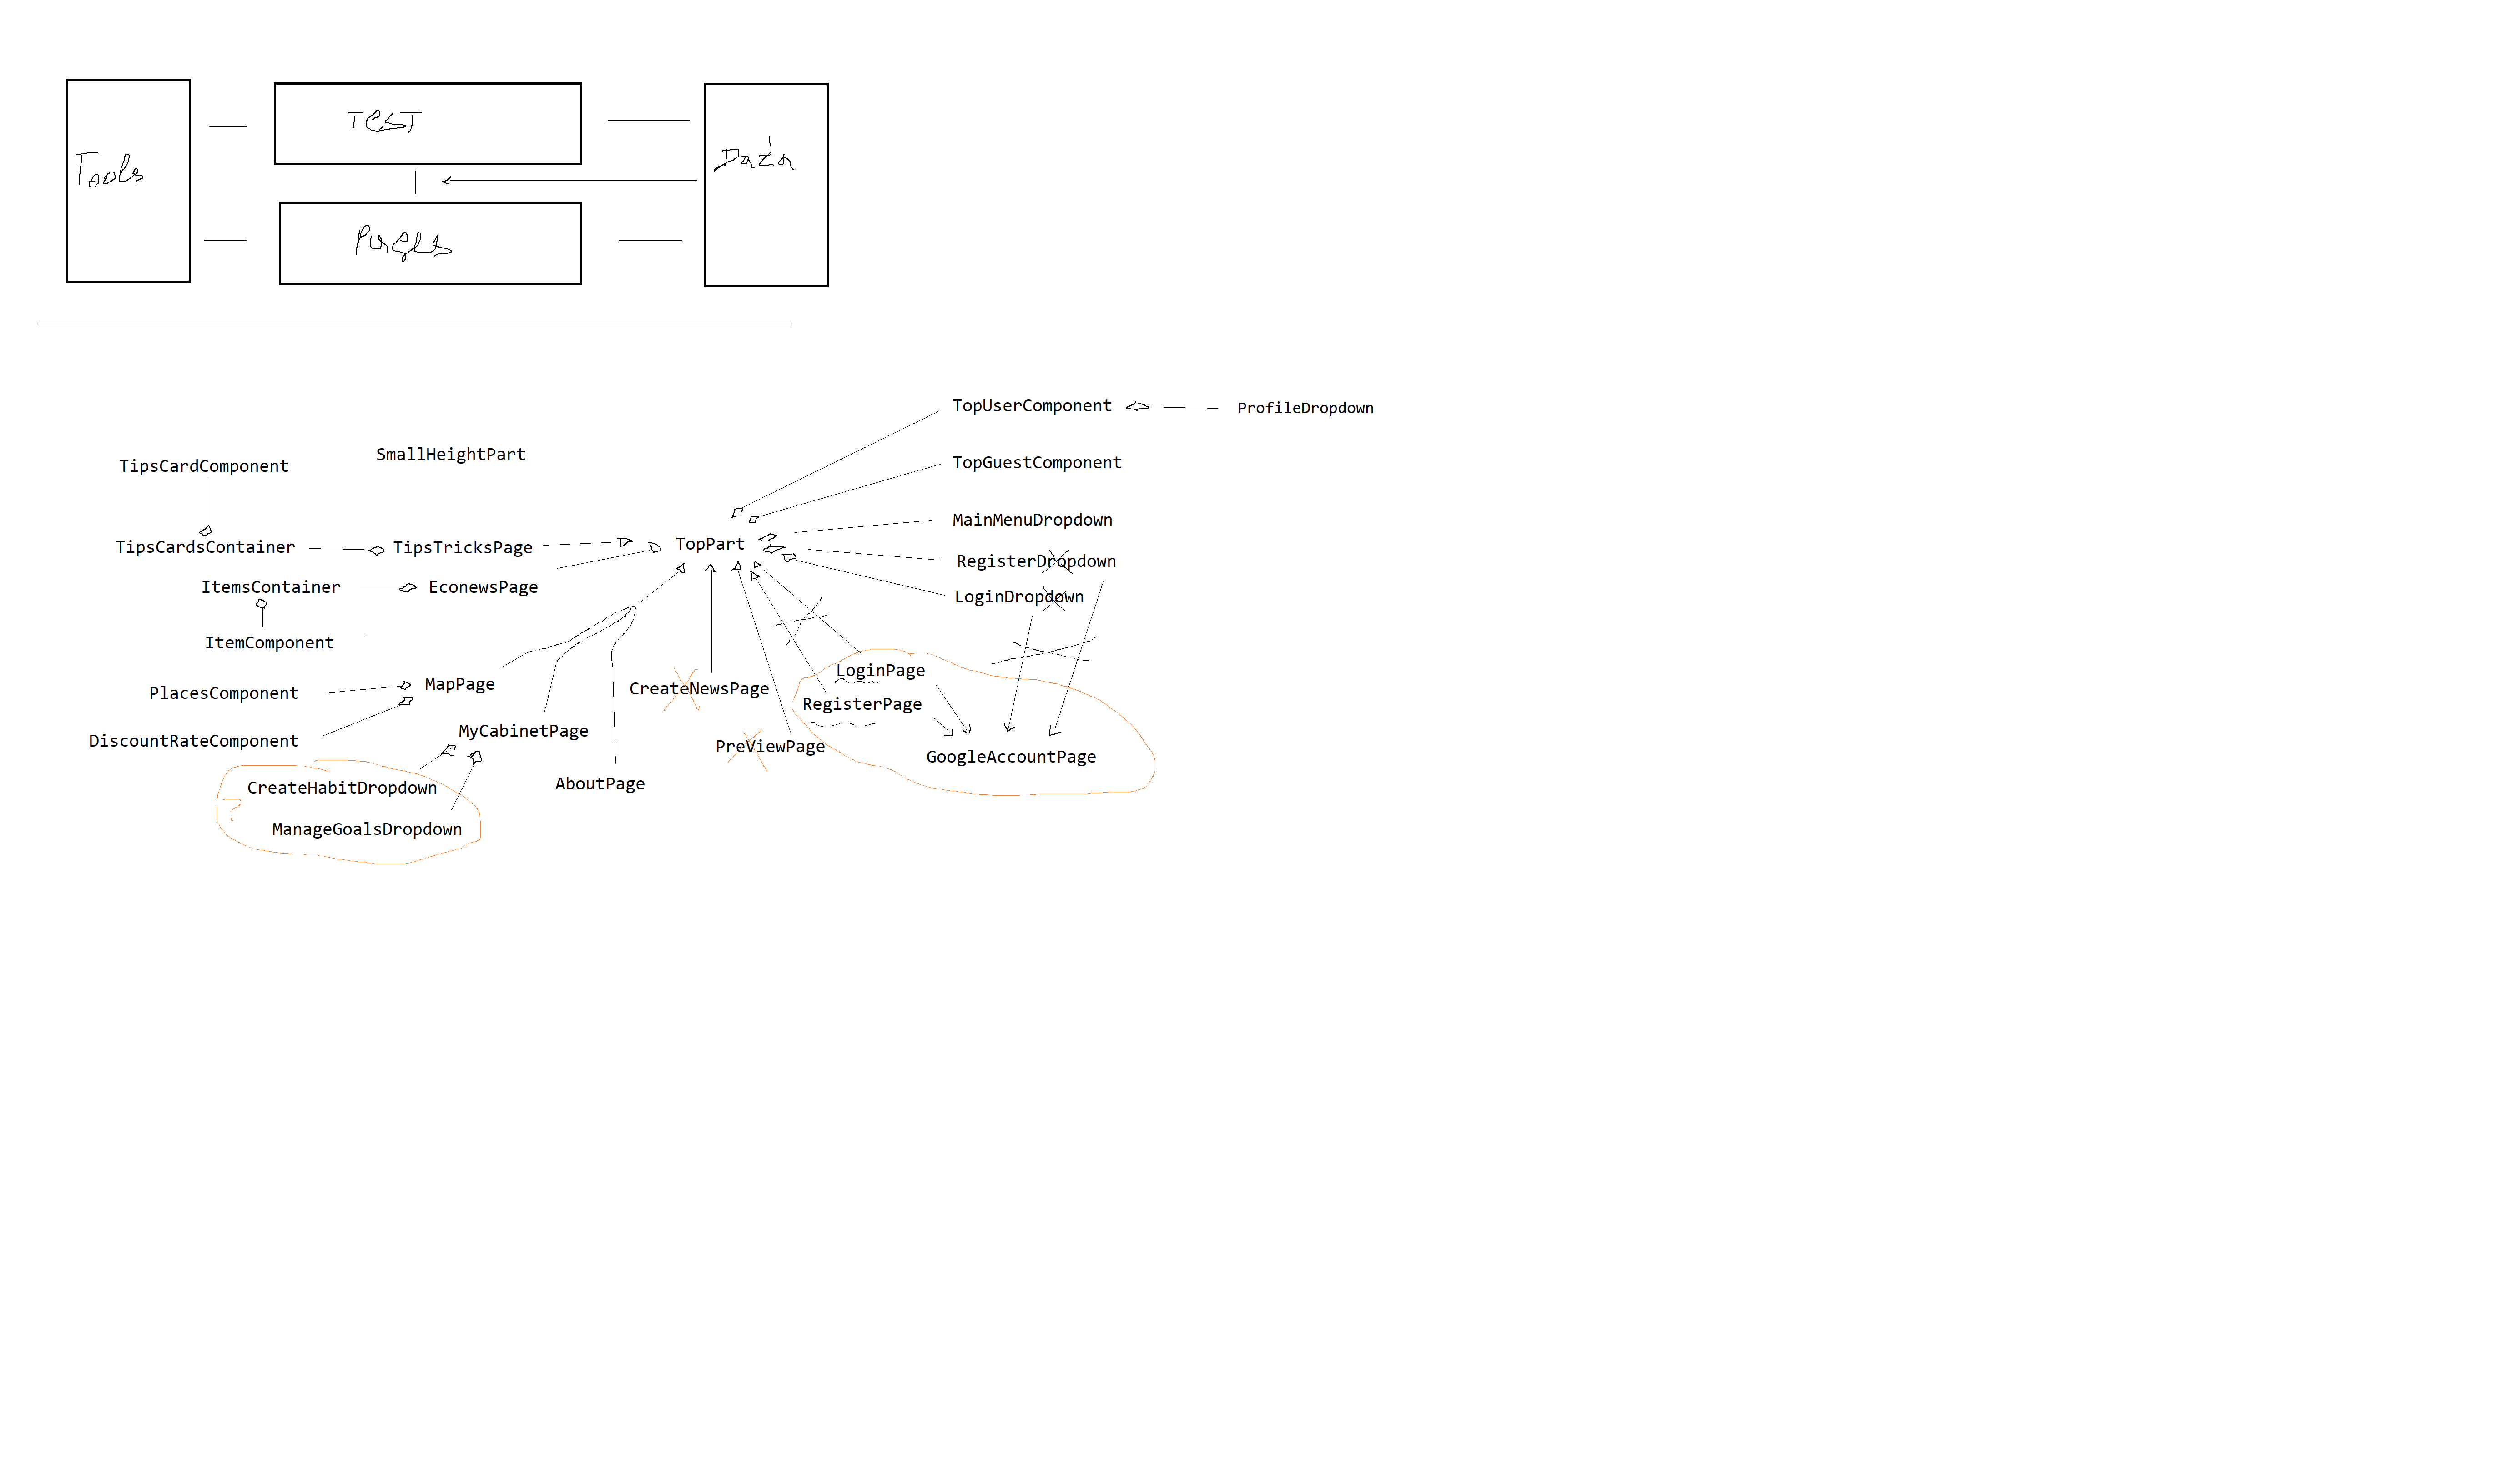 Tools
TesT
Data
Pages
TopUserComponent
ProfileDropdown
SmallHeightPart
TipsCardComponent
TopGuestComponent
MainMenuDropdown
TipsCardsContainer
TipsTricksPage
TopPart
RegisterDropdown
ItemsContainer
EconewsPage
LoginDropdown
ItemComponent
LoginPage
PlacesComponent
MapPage
CreateNewsPage
RegisterPage
MyCabinetPage
DiscountRateComponent
PreViewPage
GoogleAccountPage
CreateHabitDropdown
AboutPage
?
ManageGoalsDropdown